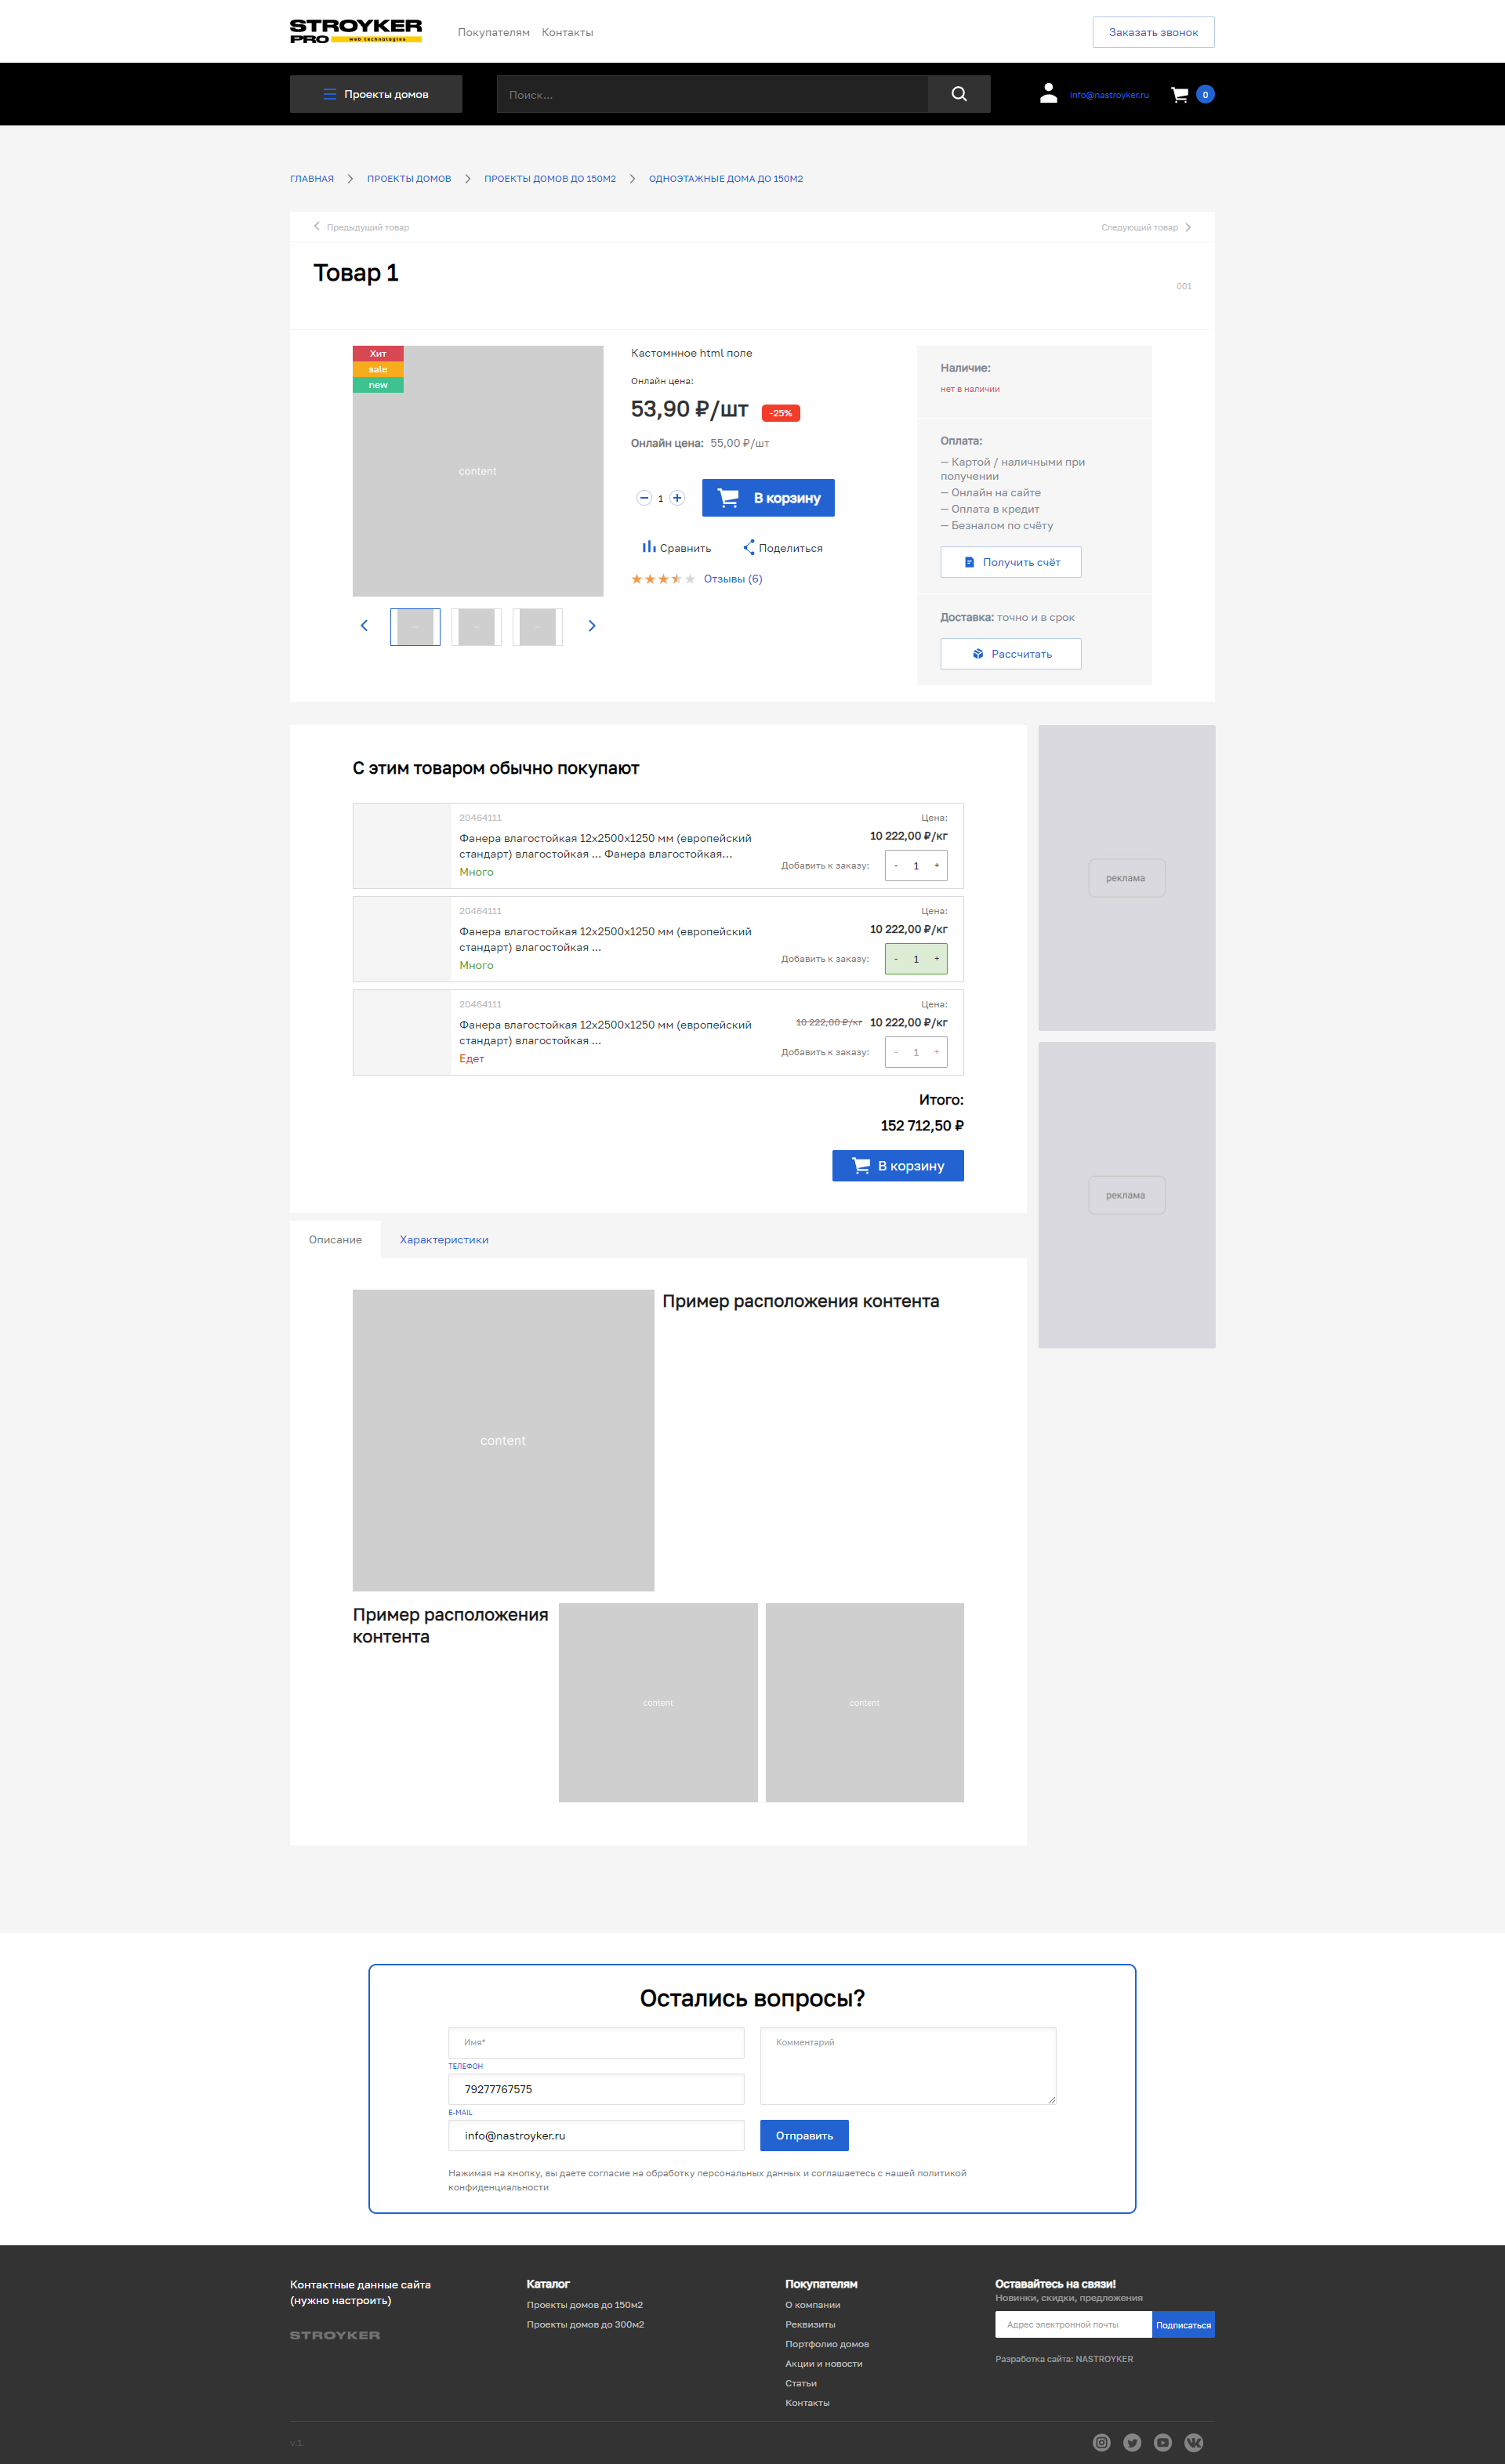 STROYKER
PRO web technologies
Покупателям Контакты
Заказать звонок
Проекты домов
Поиск...
info@nastroyker.ru
0
ГЛАВНАЯ ПРОЕКТЫ ДОМОВ ПРОЕКТЫ ДОМОВ ДО 150М2 ОДНОЭТАЖНЫЕ ДОМА ДО 150М2
Предыдущий товар
Следующий товар
Товар 1
001
Хит
sale
new
content
Кастомнное html поле
Онлайн цена:
53,90 ₽/шт -25%
Онлайн цена: 55,00 ₽/шт
1
В корзину
Сравнить Поделиться
Отзывы (6)
Наличие:
нет в наличии
Оплата:
— Картой / наличными при
получении
— Онлайн на сайте
— Оплата в кредит
— Безналом по счёту
Получить счёт
Доставка: точно и в срок
Рассчитать
С этим товаром обычно покупают
20464111
Фанера влагостойкая 12х2500х1250 мм (европейский
стандарт) влагостойкая ... Фанера влагостойкая...
Много
Цена:
10 222,00 ₽/кг
Добавить к заказу: - 1 +
20464111
Фанера влагостойкая 12х2500х1250 мм (европейский
стандарт) влагостойкая ...
Много
Цена:
10 222,00 ₽/кг
Добавить к заказу: - 1 +
20464111
Фанера влагостойкая 12х2500х1250 мм (европейский
стандарт) влагостойкая ...
Едет
Цена:
10 222,00 ₽/кг 10 222,00 ₽/кг
Добавить к заказу: - 1 +
Итого:
152 712,50 ₽
В корзину
реклама
реклама
Описание Характеристики
content
Пример расположения контента
Пример расположения
контента
content
content
Остались вопросы?
Имя*
ТЕЛЕФОН
79277767575
E-MAIL
info@nastroyker.ru
Комментарий
Отправить
Нажимая на кнопку, вы даете согласие на обработку персональных данных и соглашаетесь с нашей политикой
конфиденциальности
Контактные данные сайта
(нужно настроить)
STROYKER
Каталог
Проекты домов до 150м2
Проекты домов до 300м2
Покупателям
О компании
Реквизиты
Портфолио домов
Акции и новости
Статьи
Контакты
Оставайтесь на связи!
Новинки, скидки, предложения
Адрес электронной почты
Подписаться
Разработка сайта: NASTROYKER
v.1.